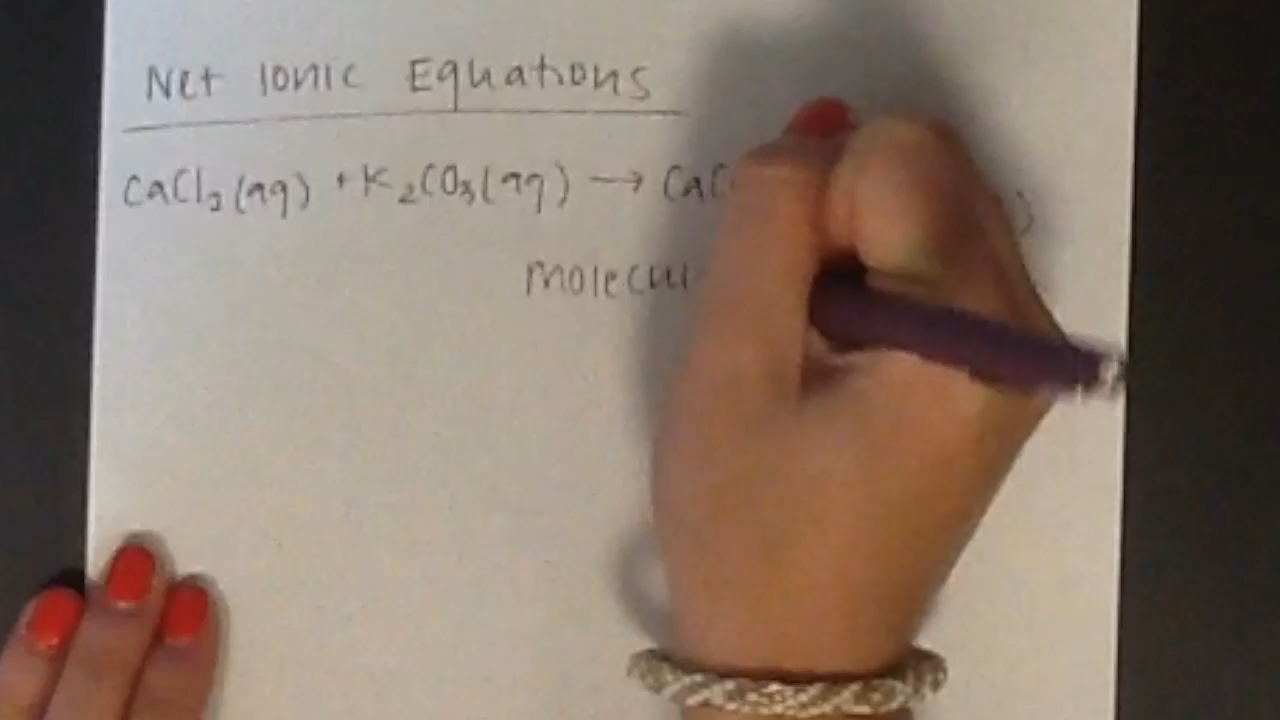 Net Ionic Equations
CaCl₂(aq) + K₂CO₃(aq) → CaC )
Molecul